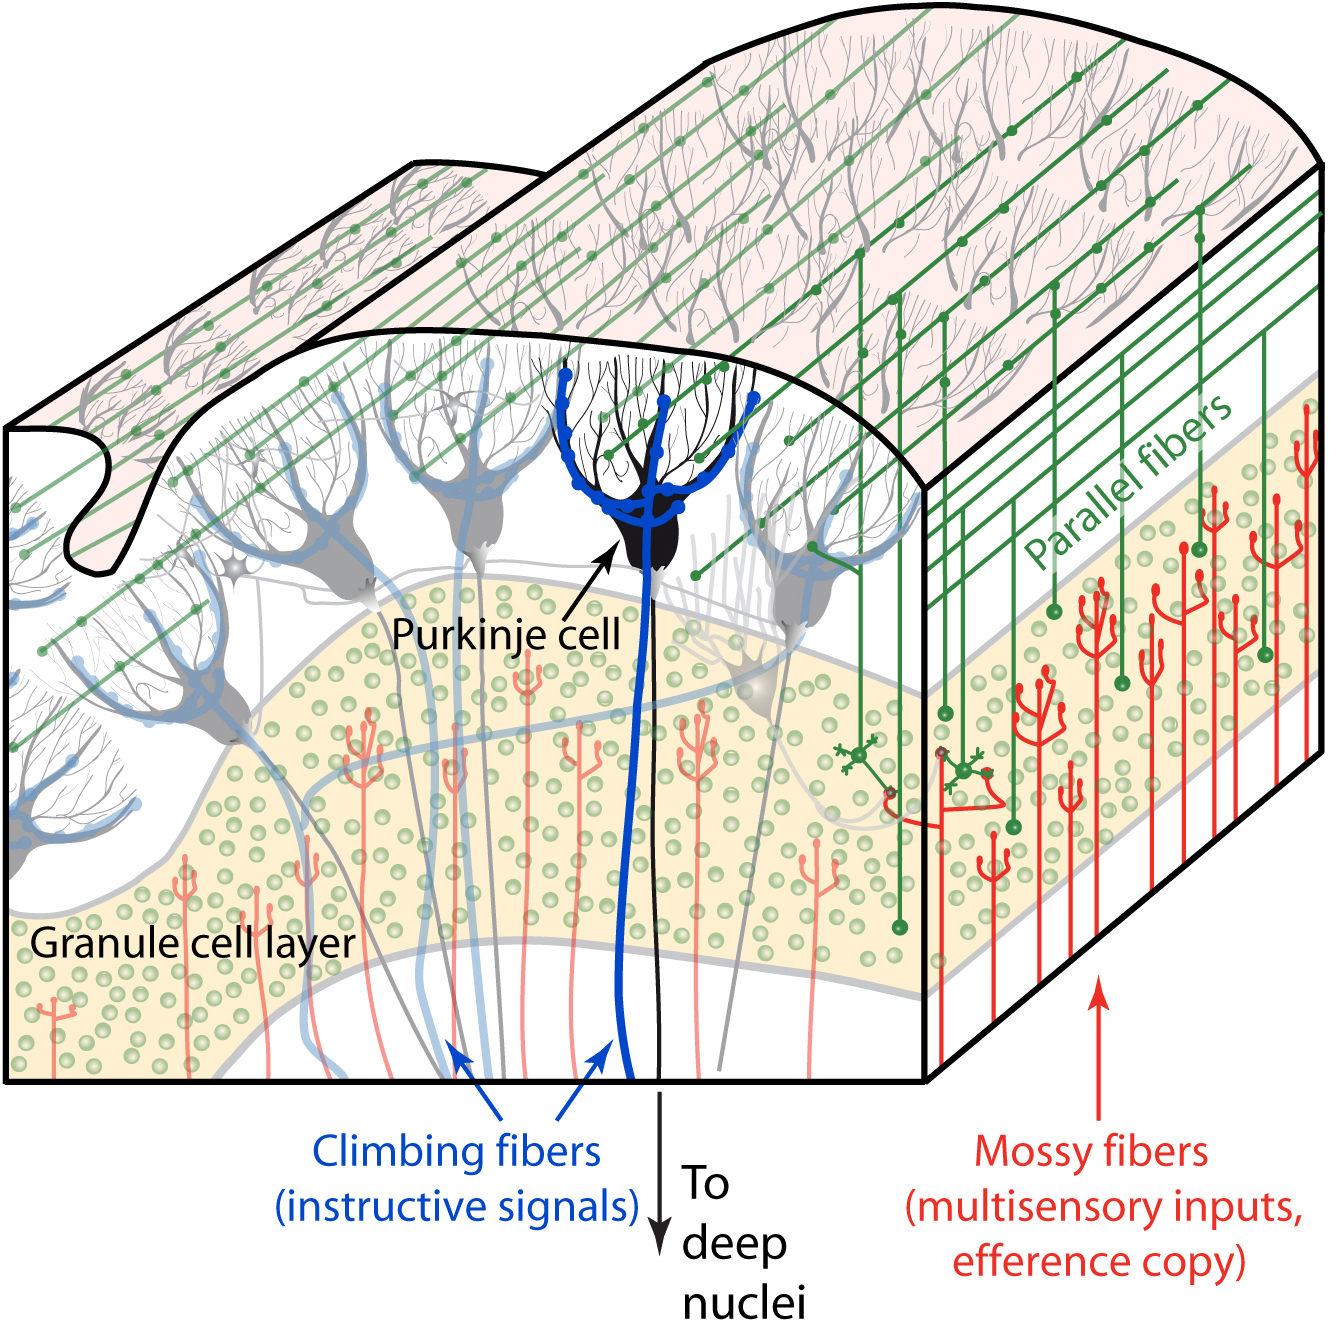 Parallel fibers
Purkinje cell
Granule cell layer
Climbing fibers
(instructive signals)
To
deep
nuclei
Mossy fibers
(multisensory inputs,
efference copy)